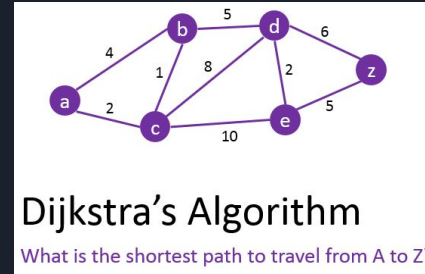 5
b
d
6
4
1
8
2
z
a
2
5
c
e
10
Dijkstra's Algorithm
What is the shortest path to travel from A to Z